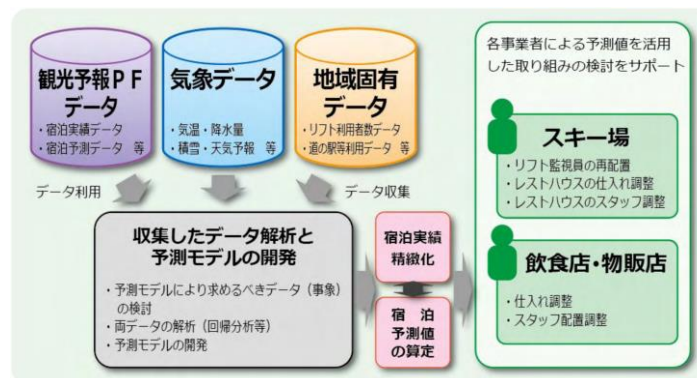 観光予報PF
データ
・宿泊実績データ
・宿泊予測データ 等
気象データ
・気温・降水量
・積雪・天気予報 等
地域固有
データ
・リフト利用者数データ
・道の駅等利用データ 等
データ利用
データ収集
収集したデータ解析と
予測モデルの開発
・予測モデルにより求めるべきデータ（事象）
の検討
・両データの解析（回帰分析等）
・予測モデルの開発
宿泊実績
精緻化
宿 泊
予測値
の算定
各事業者による予測値を活用
した取り組みの検討をサポート
スキー場
・リフト監視員の再配置
・レストハウスの仕入れ調整
・レストハウスのスタッフ調整
飲食店・物販店
・仕入れ調整
・スタッフ配置調整